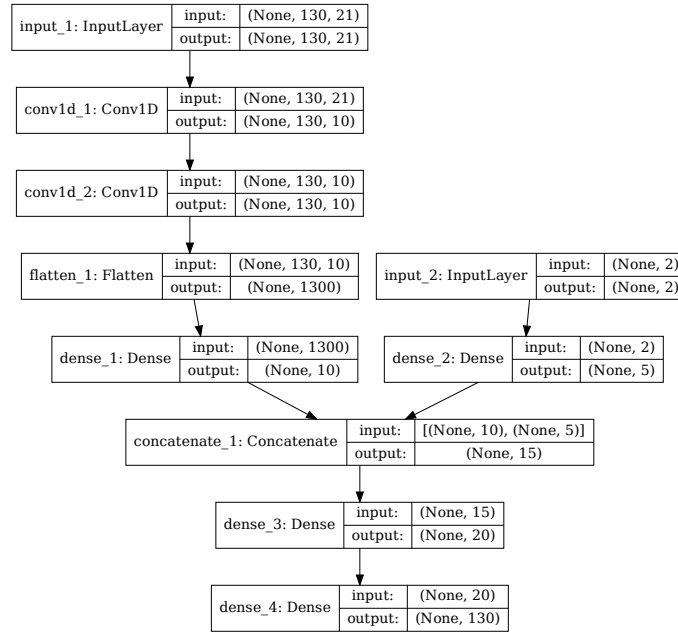 input_1: InputLayer
input: (None, 130, 21)
output: (None, 130, 21)
conv1d_1: Conv1D
input: (None, 130, 21)
output: (None, 130, 10)
conv1d_2: Conv1D
input: (None, 130, 10)
output: (None, 130, 10)
flatten_1: Flatten
input: (None, 130, 10)
output: (None, 1300)
input_2: InputLayer
input: (None, 2)
output: (None, 2)
dense_1: Dense
input: (None, 1300)
output: (None, 10)
dense_2: Dense
input: (None, 2)
output: (None, 5)
concatenate_1: Concatenate
input: [(None, 10), (None, 5)]
output: (None, 15)
dense_3: Dense
input: (None, 15)
output: (None, 20)
dense_4: Dense
input: (None, 20)
output: (None, 130)